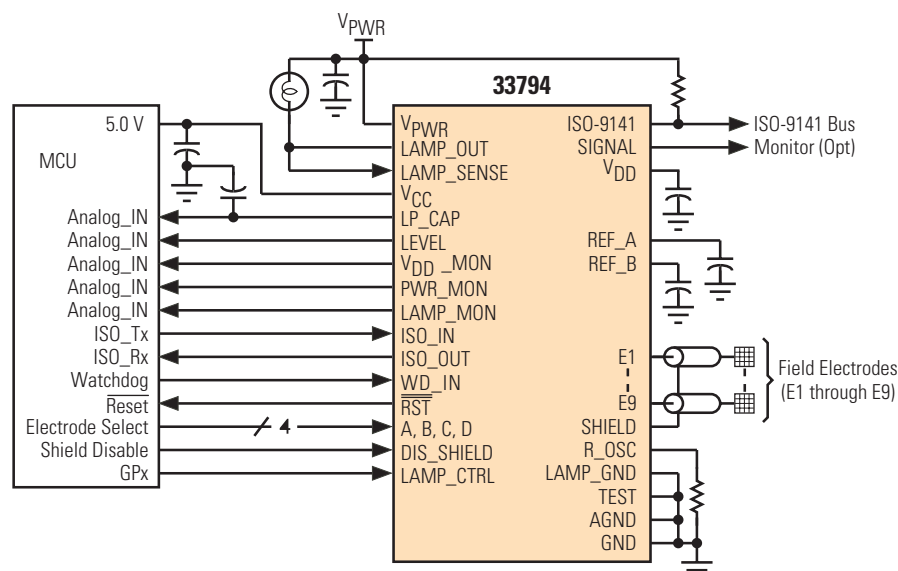 VPWR
33794
5.0 V
MCU
Analog_IN
Analog_IN
Analog_IN
Analog_IN
Analog_IN
ISO_Tx
ISO_Rx
Watchdog
Reset
Electrode Select
Shield Disable
GPx
4
VPWR
LAMP_OUT
LAMP_SENSE
VCC
LP_CAP
LEVEL
VDD _MON
PWR_MON
LAMP_MON
ISO_IN
ISO_OUT
WD_IN
RST
A, B, C, D
DIS_SHIELD
LAMP_CTRL
ISO-9141
SIGNAL
VDD
REF_A
REF_B
E1
E9
SHIELD
R_OSC
LAMP_GND
TEST
AGND
GND
ISO-9141 Bus
Monitor (Opt)
Field Electrodes
(E1 through E9)